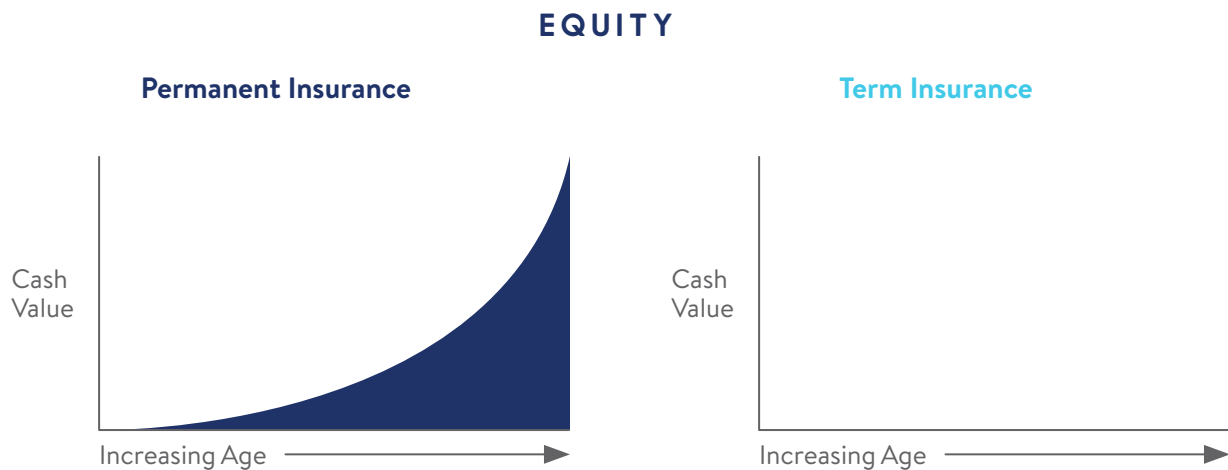 EQUITY
Permanent Insurance
Cash
Value
Increasing Age
Term Insurance
Cash
Value
Increasing Age